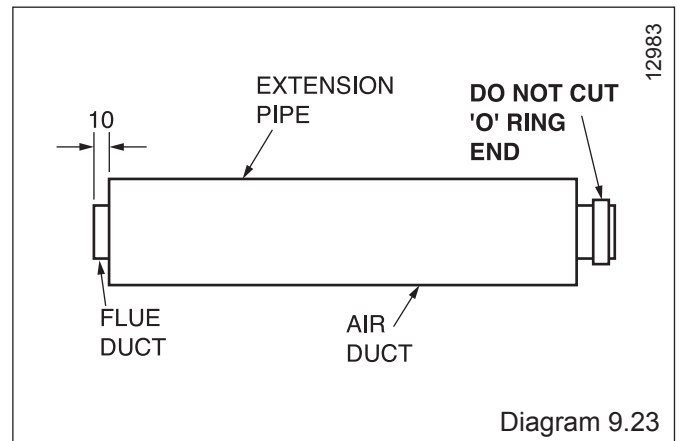 12983
EXTENSION
PIPE
DO NOT CUT
'O' RING
END
10
FLUE
DUCT
AIR
DUCT
Diagram 9.23